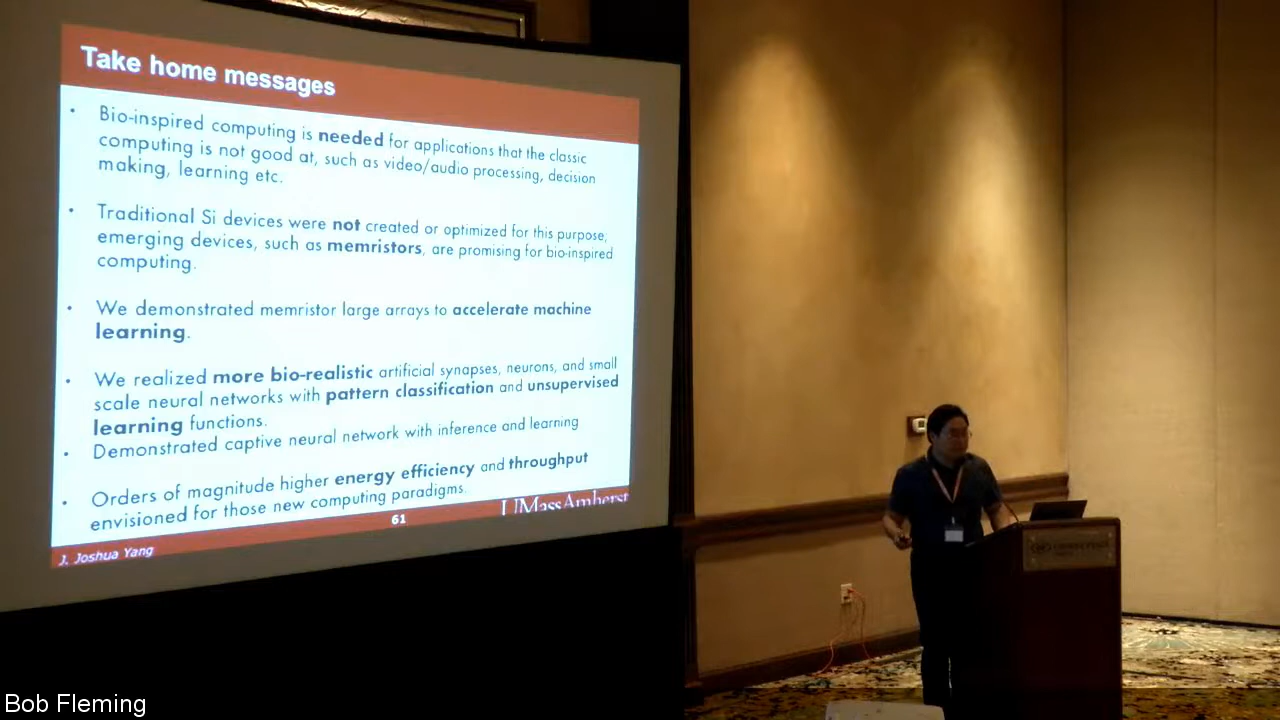 Take home messages
• Bio-inspired computing is needed for applications that the classic
computing is not good at, such as video/audio processing, decision
making, learning etc.
• Traditional Si devices were not created or optimized for this purpose;
emerging devices, such as memristors, are promising for bio-inspired
computing.
• We demonstrated memristor large arrays to accelerate machine
learning.
• We realized more bio-realistic artificial synapses, neurons, and small
scale neural networks with pattern classification and unsupervised
learning functions.
• Demonstrated captive neural network with inference and learning
• Orders of magnitude higher energy efficiency and throughput
envisioned for those new computing paradigms.
UMassAmherst
61
J. Joshua Yang
Bob Fleming